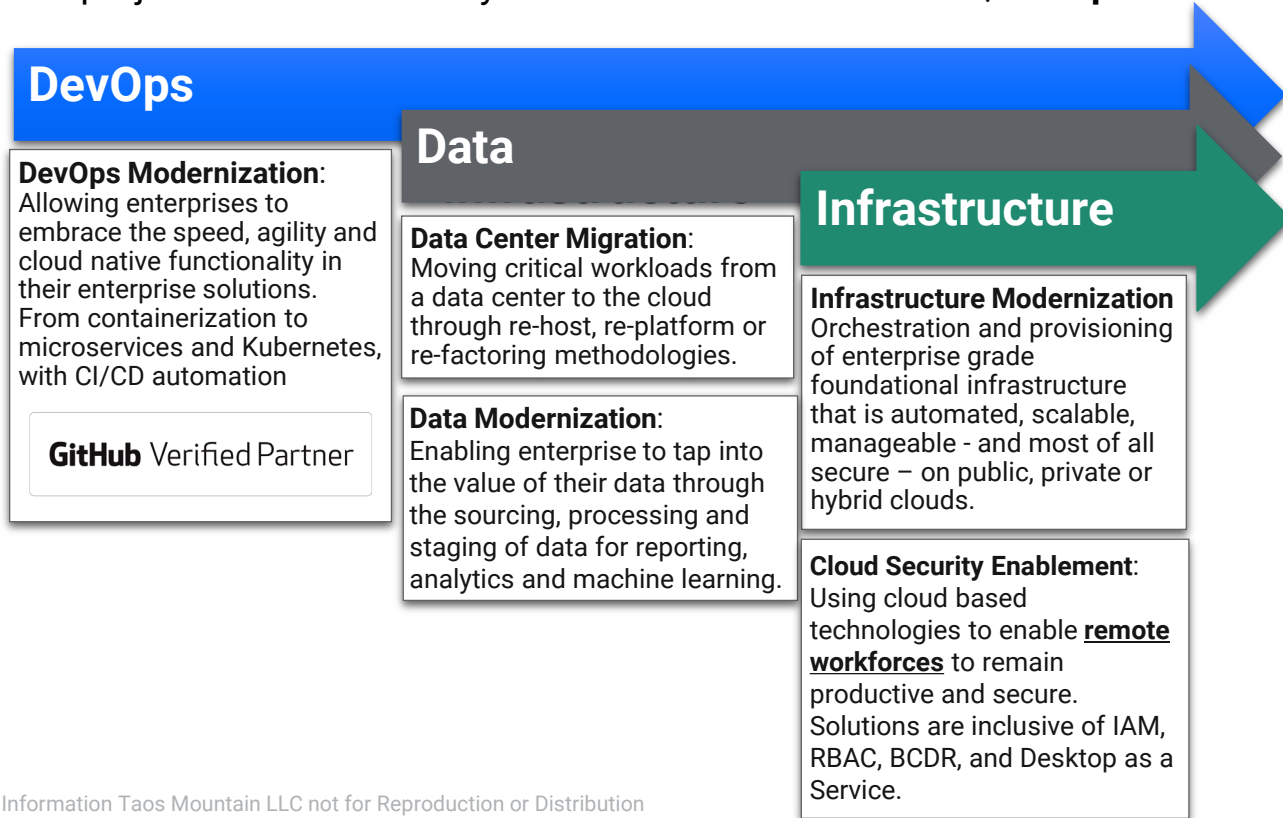 DevOps
DevOps Modernization:
Allowing enterprises to
embrace the speed, agility and
cloud native functionality in
their enterprise solutions.
From containerization to
microservices and Kubernetes,
with CI/CD automation
GitHub Verified Partner
Data
Data Center Migration:
Moving critical workloads from
a data center to the cloud
through re-host, re-platform or
re-factoring methodologies.
Data Modernization:
Enabling enterprise to tap into
the value of their data through
the sourcing, processing and
staging of data for reporting,
analytics and machine learning.
Infrastructure
Infrastructure Modernization
Orchestration and provisioning
of enterprise grade
foundational infrastructure
that is automated, scalable,
manageable - and most of all
secure – on public, private or
hybrid clouds.
Cloud Security Enablement:
Using cloud based
technologies to enable remote
workforces to remain
productive and secure.
Solutions are inclusive of IAM,
RBAC, BCDR, and Desktop as a
Service.
Information Taos Mountain LLC not for Reproduction or Distribution